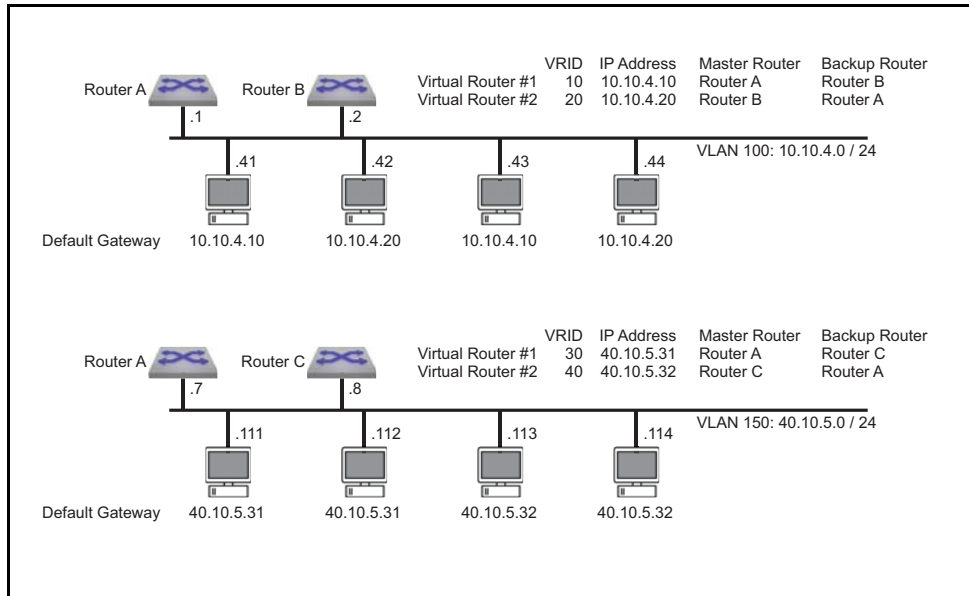 VRID IP Address Master Router Backup Router
Router A Router B Virtual Router #1 10 10.10.4.10 Router A Router B
Virtual Router #2 20 10.10.4.20 Router B Router A
.1 .2
VLAN 100: 10.10.4.0 / 24
.41 .42 .43 .44
Default Gateway 10.10.4.10 10.10.4.20 10.10.4.10 10.10.4.20
VRID IP Address Master Router Backup Router
Router A Router C Virtual Router #1 30 40.10.5.31 Router A Router C
Virtual Router #2 40 40.10.5.32 Router C Router A
.7 .8
VLAN 150: 40.10.5.0 / 24
.111 .112 .113 .114
Default Gateway 40.10.5.31 40.10.5.31 40.10.5.32 40.10.5.32